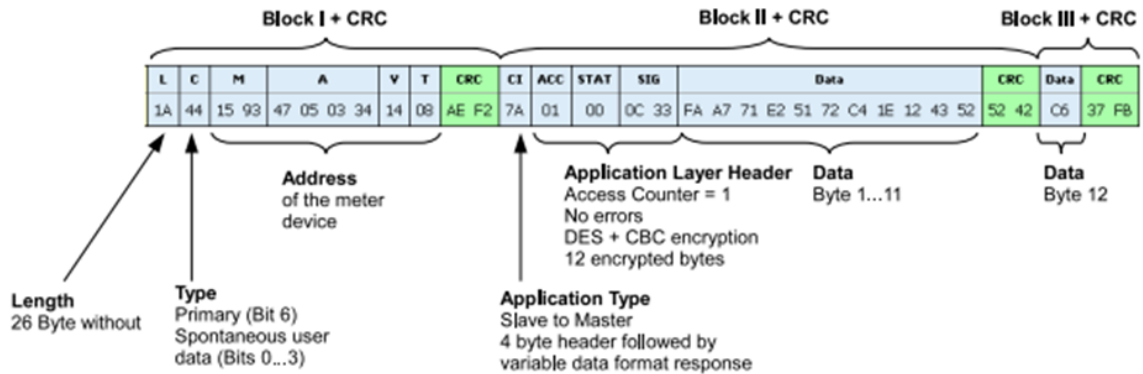 Block I + CRC Block II + CRC Block III + CRC
L C M A V T CRC CI ACC STAT SIG Data CRC Data CRC
1A 44 15 93 47 05 03 34 14 08 AE F2 7A 01 00 0C 33 FA A7 71 E2 51 72 C4 1E 12 43 52 52 42 C6 37 FB
Address
of the meter
device
Application Layer Header
Access Counter = 1
No errors
DES + CBC encryption
12 encrypted bytes
Data
Byte 1...11
Data
Byte 12
Length
26 Byte without
Type
Primary (Bit 6)
Spontaneous user
data (Bits 0...3)
Application Type
Slave to Master
4 byte header followed by
variable data format response